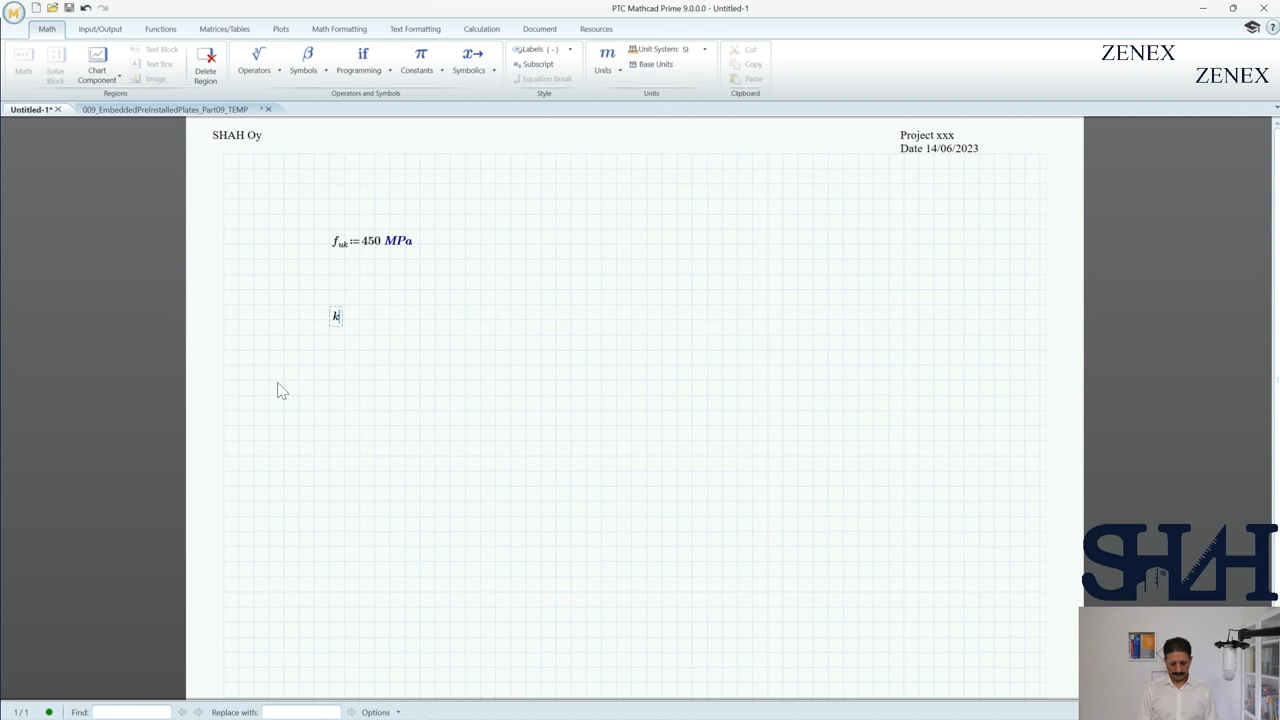 PTC Mathcad Prime 9.0.0.0 - Untitled-1
Math Input/Output Functions Matrices/Tables Plots Math Formatting Text Formatting Calculation Document Resources
Math Solve Block Chart Component Text Block Text Box Image Delete Region
Operators Symbols Programming Constants Symbolics
Labels ( - ) Subscript Equation Break
Units Unit System: SI Base Units
Cut Copy Paste
Regions Operators and Symbols Style Units Clipboard
ZENEX
ZENEX
Untitled-1* 009_EmbeddedPreInstalledPlates_Part09_TEMP *
SHAH Oy Project xxx
Date 14/06/2023
f_uk := 450 MPa
k
SHAH
1 / 1 Find: Replace with: Options